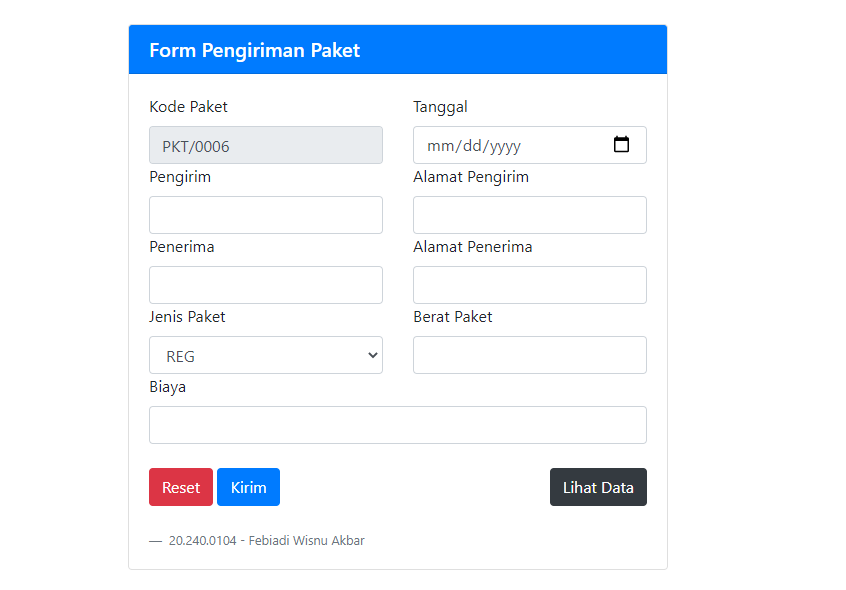 Form Pengiriman Paket
Kode Paket
Tanggal
PKT/0006
mm/dd/yyyy
Pengirim
Alamat Pengirim
Penerima
Alamat Penerima
Jenis Paket
Berat Paket
REG
Biaya
Reset
Kirim
Lihat Data
— 20.240.0104 - Febiadi Wisnu Akbar